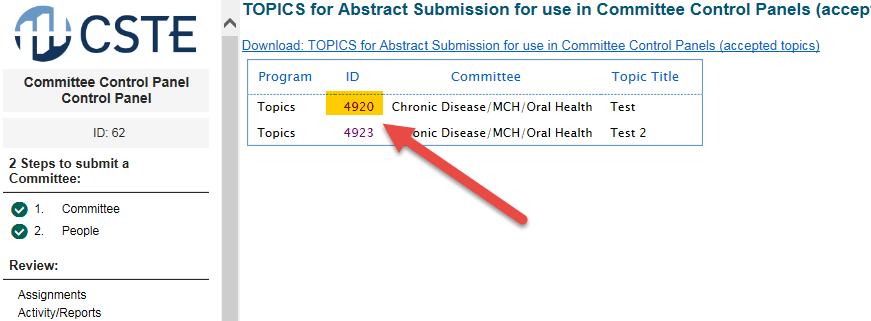 CSTE
Committee Control Panel
Control Panel
ID: 62
2 Steps to submit a
Committee:
1. Committee
2. People
Review:
Assignments
Activity/Reports
TOPICS for Abstract Submission for use in Committee Control Panels (accep
Download: TOPICS for Abstract Submission for use in Committee Control Panels (accepted topics)
Program ID Committee Topic Title
Topics 4920 Chronic Disease/MCH/Oral Health Test
Topics 4923 onic Disease/MCH/Oral Health Test 2